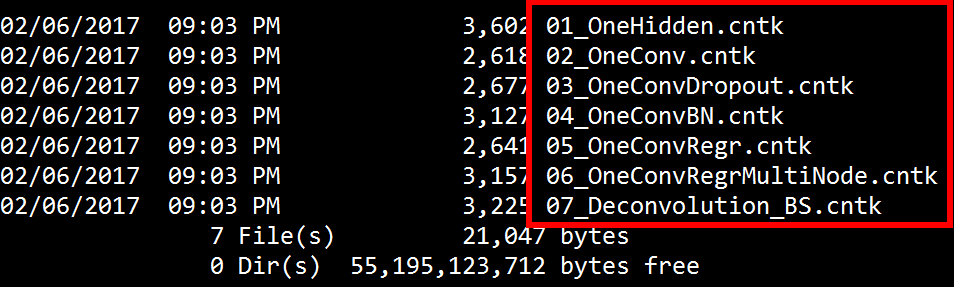 02/06/2017  09:03 PM             3,602 01_OneHidden.cntk
02/06/2017  09:03 PM             2,618 02_OneConv.cntk
02/06/2017  09:03 PM             2,677 03_OneConvDropout.cntk
02/06/2017  09:03 PM             3,127 04_OneConvBN.cntk
02/06/2017  09:03 PM             2,641 05_OneConvRegr.cntk
02/06/2017  09:03 PM             3,157 06_OneConvRegrMultiNode.cntk
02/06/2017  09:03 PM             3,225 07_Deconvolution_BS.cntk
7 File(s)         21,047 bytes
0 Dir(s)  55,195,123,712 bytes free